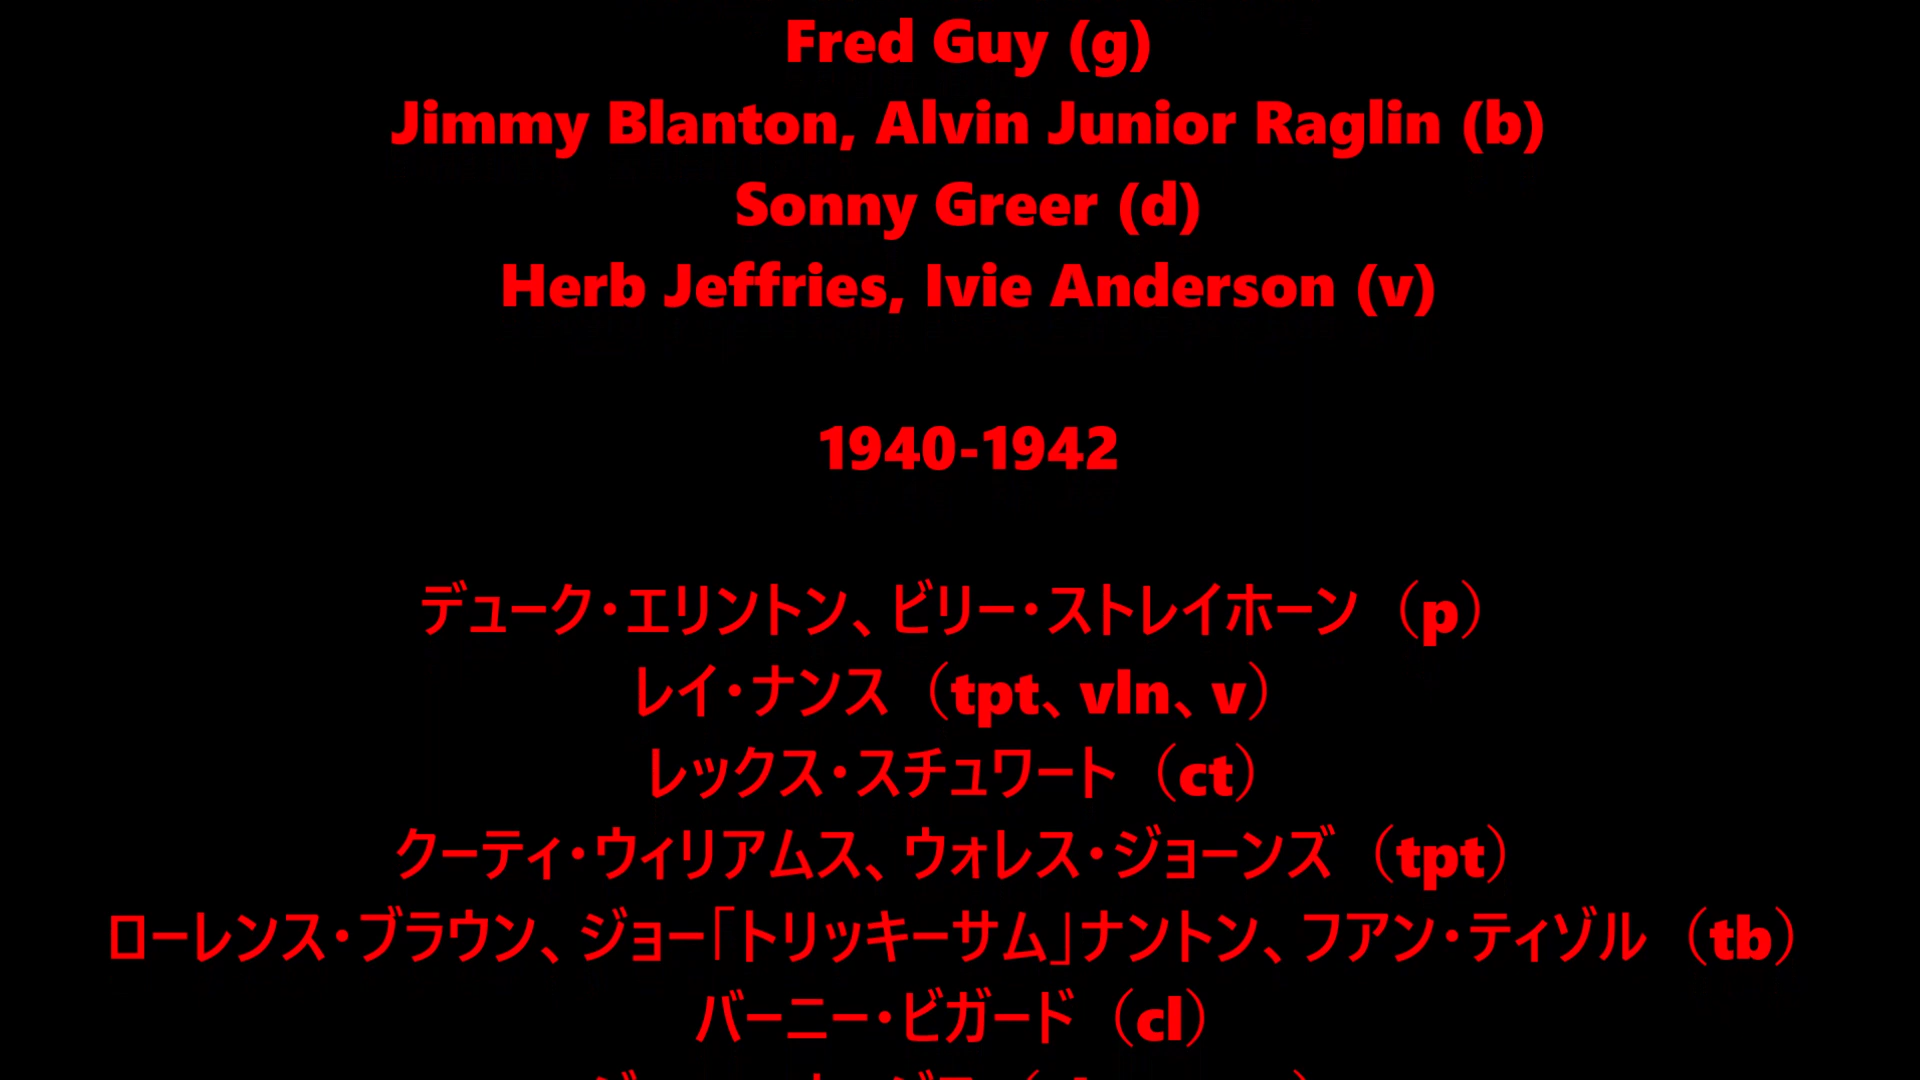 Fred Guy (g)
Jimmy Blanton, Alvin Junior Raglin (b)
Sonny Greer (d)
Herb Jeffries, Ivie Anderson (v)
1940-1942
デューク・エリントン、ビリー・ストレイホーン（p）
レイ・ナンス（tpt、vln、v）
レックス・スチュワート（ct）
クーティ・ウィリアムス、ウォレス・ジョーンズ（tpt）
ローレンス・ブラウン、ジョー「トリッキーサム」ナントン、フアン・ティゾル（tb）
バーニー・ビガード（cl）